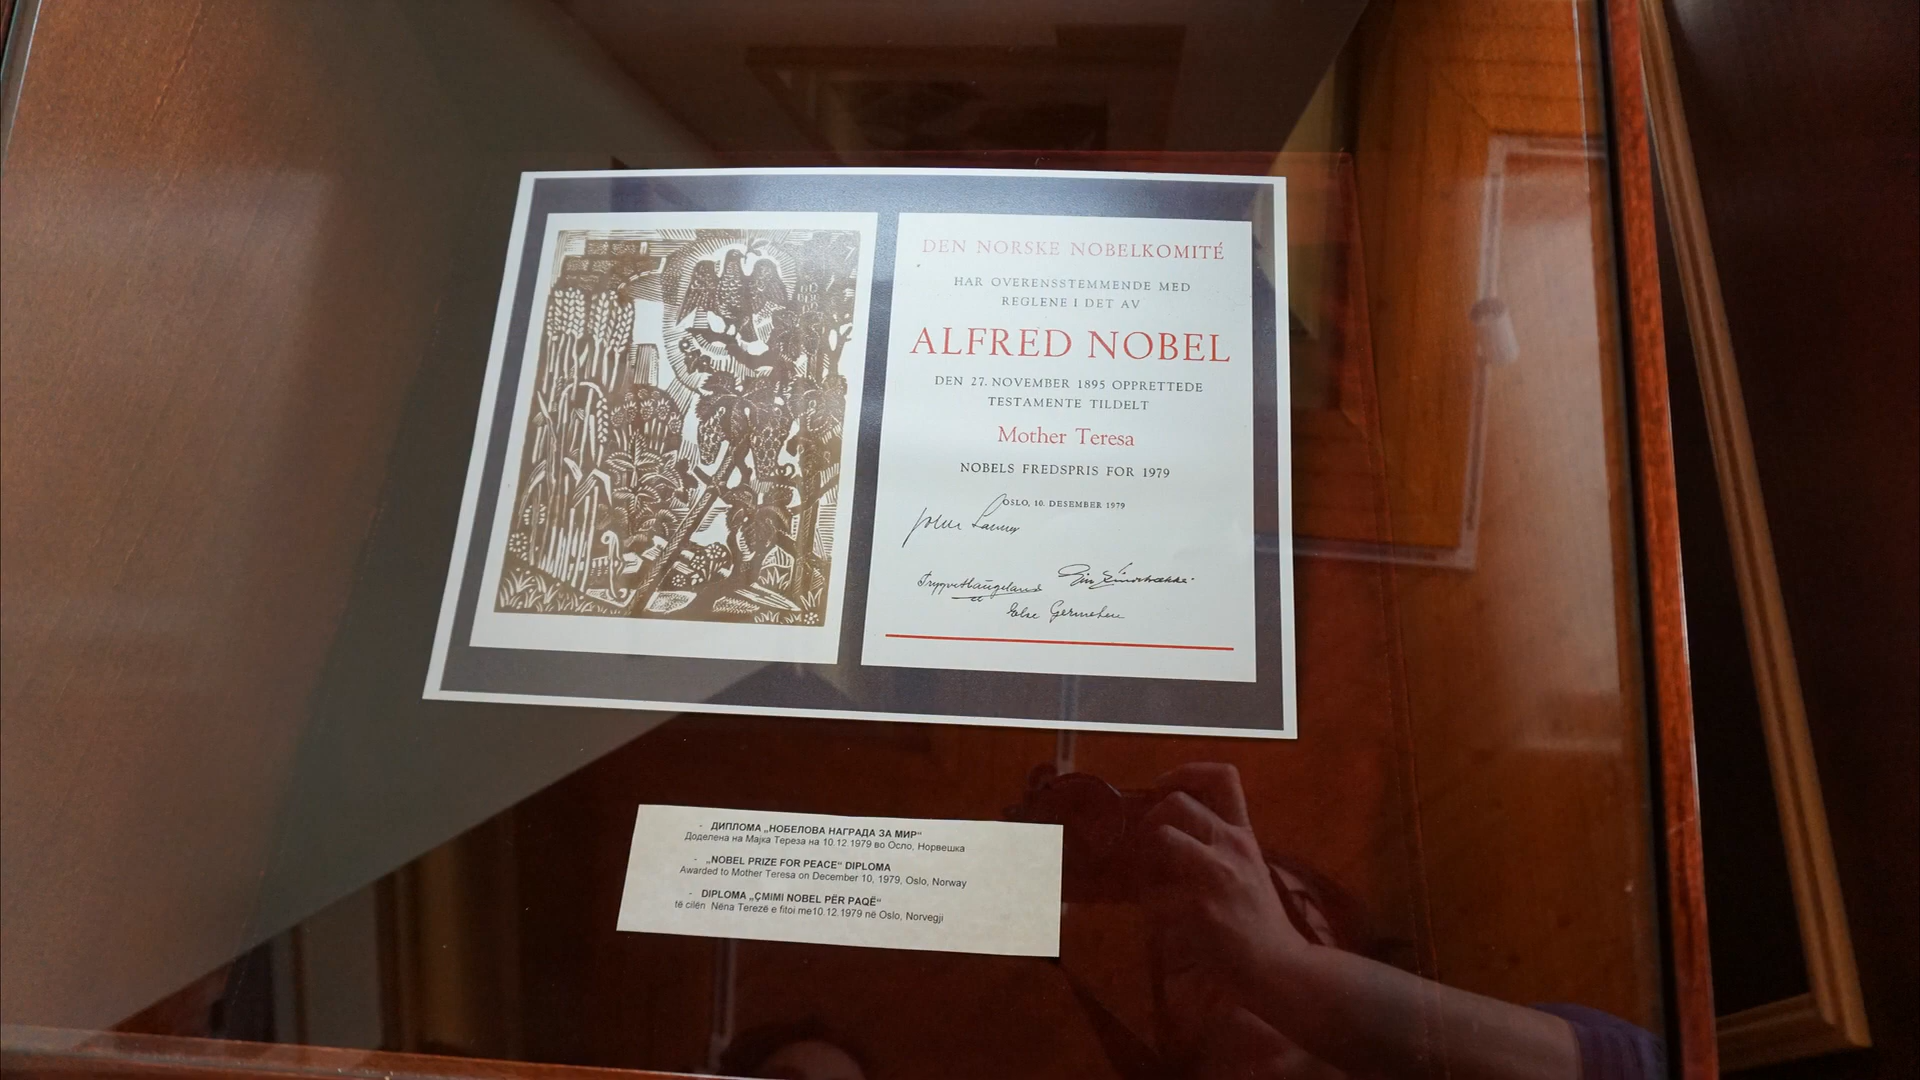 DEN NORSKE NOBELKOMITÉ
HAR OVERENSSTEMMENDE MED
REGLENE I DET AV
ALFRED NOBEL
DEN 27. NOVEMBER 1895 OPPRETTEDE
TESTAMENTE TILDELT
Mother Teresa
NOBELS FREDSPRIS FOR 1979
OSLO, 10. DESEMBER 1979
- ДИПЛОМА „НОБЕЛОВА НАГРАДА ЗА МИР“
Доделена на Мајка Тереза на 10.12.1979 во Осло, Норвешка
- „NOBEL PRIZE FOR PEACE“ DIPLOMA
Awarded to Mother Teresa on December 10, 1979, Oslo, Norway
- DIPLOMA „ÇMIMI NOBEL PËR PAQË“
të cilën Nëna Terezë e fitoi me10.12.1979 në Oslo, Norvegji